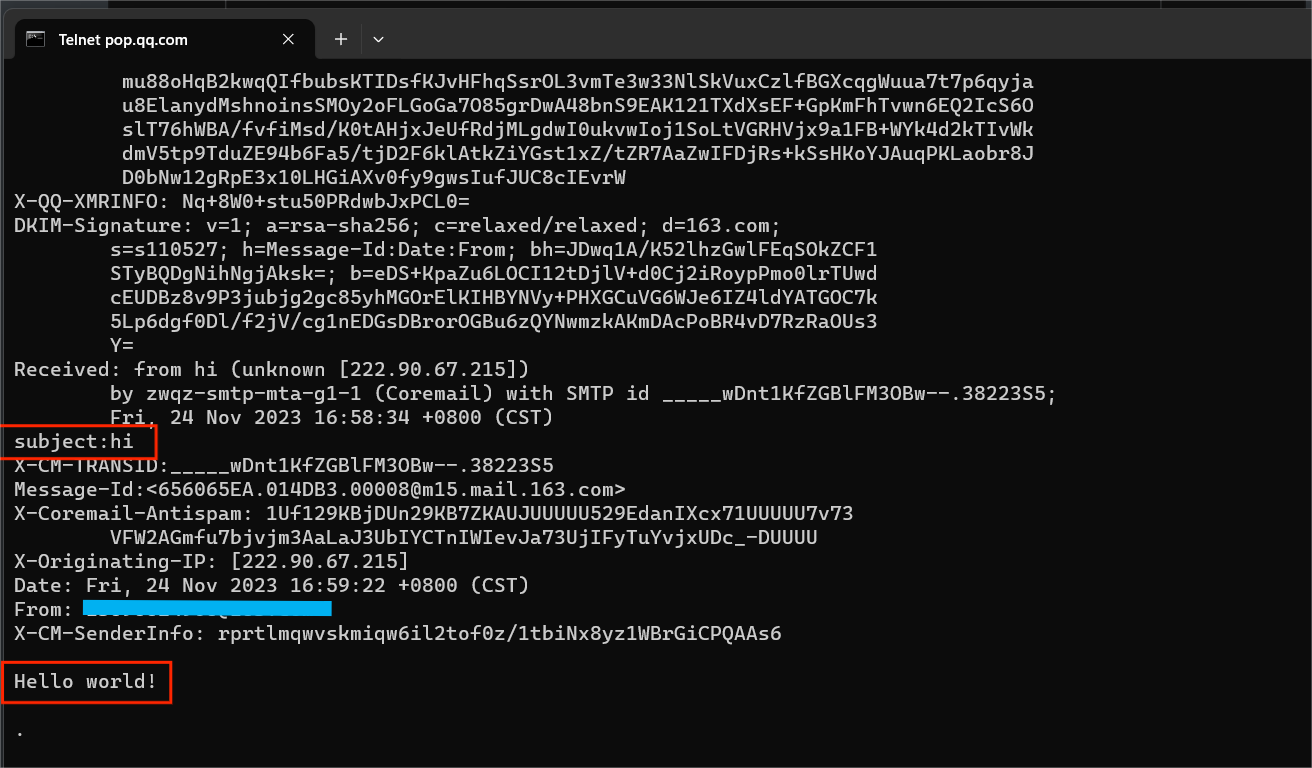 Telnet pop.qq.com
mu88oHqB2kwqQIfbubsKTIDsfKJvHFhqSsrOL3vmTe3w33NlSkVuxCzlfBGXcqgWuua7t7p6qyja
u8ElanydMshnoinsSMOy2oFLGoGa7O85grDwA48bnS9EAK121TXdXsEF+GpKmFhTvwn6EQ2IcS6O
slT76hWBA/fvfiMsd/K0tAHjxJeUfRdjMLgdwI0ukvwIoj1SoLtVGRHVjx9a1FB+WYk4d2kTIvWk
dmV5tp9TduZE94b6Fa5/tjD2F6klAtkZiYGst1xZ/tZR7AaZwIFDjRs+kSsHKoYJAuqPKLaobr8J
D0bNw12gRpE3x10LHGiAXv0fy9gwsIufJUC8cIEvrW
X-QQ-XMRINFO: Nq+8W0+stu50PRdwbJxPCL0=
DKIM-Signature: v=1; a=rsa-sha256; c=relaxed/relaxed; d=163.com;
s=s110527; h=Message-Id:Date:From; bh=JDwq1A/K52lhzGwlFEqSOkZCF1
STyBQDgNihNgjAksk=; b=eDS+KpaZu6LOCI12tDjlV+d0Cj2iRoypPmo0lrTUwd
cEUDBz8v9P3jubjg2gc85yhMGOrElKIHBYNVy+PHXGCuVG6WJe6IZ4ldYATGOC7k
5Lp6dgf0Dl/f2jV/cg1nEDGsDBrorOGBu6zQYNwmzkAKmDAcPoBR4vD7RzRaOUs3
Y=
Received: from hi (unknown [222.90.67.215])
by zwqz-smtp-mta-g1-1 (Coremail) with SMTP id _____wDnt1KfZGBlFM3OBw--.38223S5;
Fri, 24 Nov 2023 16:58:34 +0800 (CST)
subject:hi
X-CM-TRANSID:_____wDnt1KfZGBlFM3OBw--.38223S5
Message-Id:<656065EA.014DB3.00008@m15.mail.163.com>
X-Coremail-Antispam: 1Uf129KBjDUn29KB7ZKAUJUUUUU529EdanIXcx71UUUUU7v73
VFW2AGmfu7bjvjm3AaLaJ3UbIYCTnIWIevJa73UjIFyTuYvjxUDc_-DUUUU
X-Originating-IP: [222.90.67.215]
Date: Fri, 24 Nov 2023 16:59:22 +0800 (CST)
From:
X-CM-SenderInfo: rprtlmqwvskmiqw6il2tof0z/1tbiNx8yz1WBrGiCPQAAs6
Hello world!
.